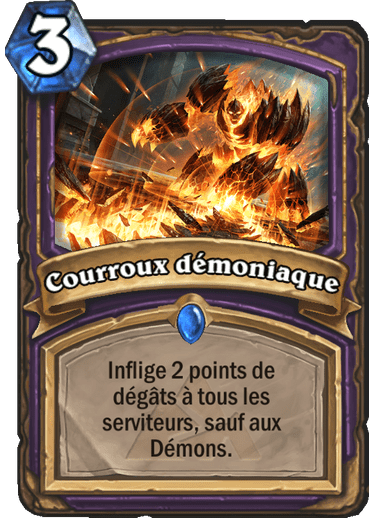 3
Courroux démoniaque
Inflige 2 points de
dégâts à tous les
serviteurs, sauf aux
Démons.